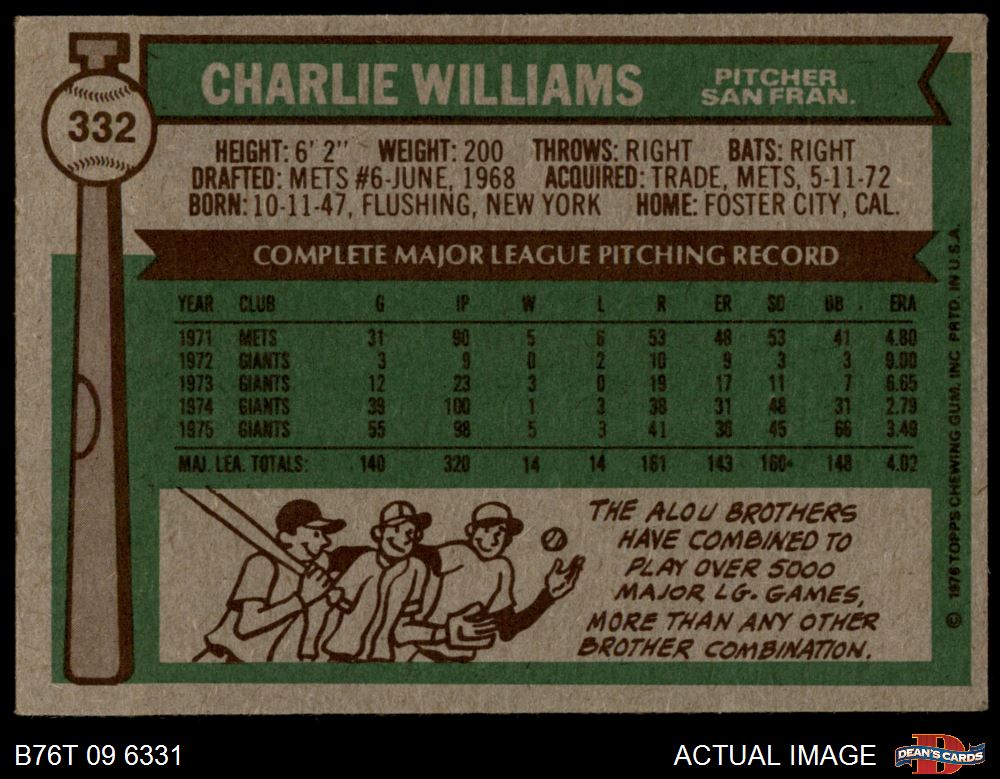 332
CHARLIE WILLIAMS
PITCHER
SAN FRAN.
HEIGHT: 6' 2" WEIGHT: 200 THROWS: RIGHT BATS: RIGHT
DRAFTED: METS #6-JUNE, 1968 ACQUIRED: TRADE, METS, 5-11-72
BORN: 10-11-47, FLUSHING, NEW YORK HOME: FOSTER CITY, CAL.
COMPLETE MAJOR LEAGUE PITCHING RECORD
YEAR CLUB G IP W L R ER SO BB ERA
1971 METS 31 90 5 6 53 48 53 41 4.80
1972 GIANTS 3 9 0 2 10 9 3 3 9.00
1973 GIANTS 12 23 3 0 19 17 11 7 6.65
1974 GIANTS 39 100 1 3 38 31 48 31 2.79
1975 GIANTS 55 98 5 3 41 38 45 66 3.49
MAJ. LEA. TOTALS: 140 320 14 14 161 143 160 148 4.02
THE ALOU BROTHERS
HAVE COMBINED TO
PLAY OVER 5000
MAJOR LG. GAMES,
MORE THAN ANY OTHER
BROTHER COMBINATION.
© 1976 TOPPS CHEWING GUM, INC. PRTD. IN U.S.A.
B76T 09 6331
ACTUAL IMAGE
DEAN'S CARDS